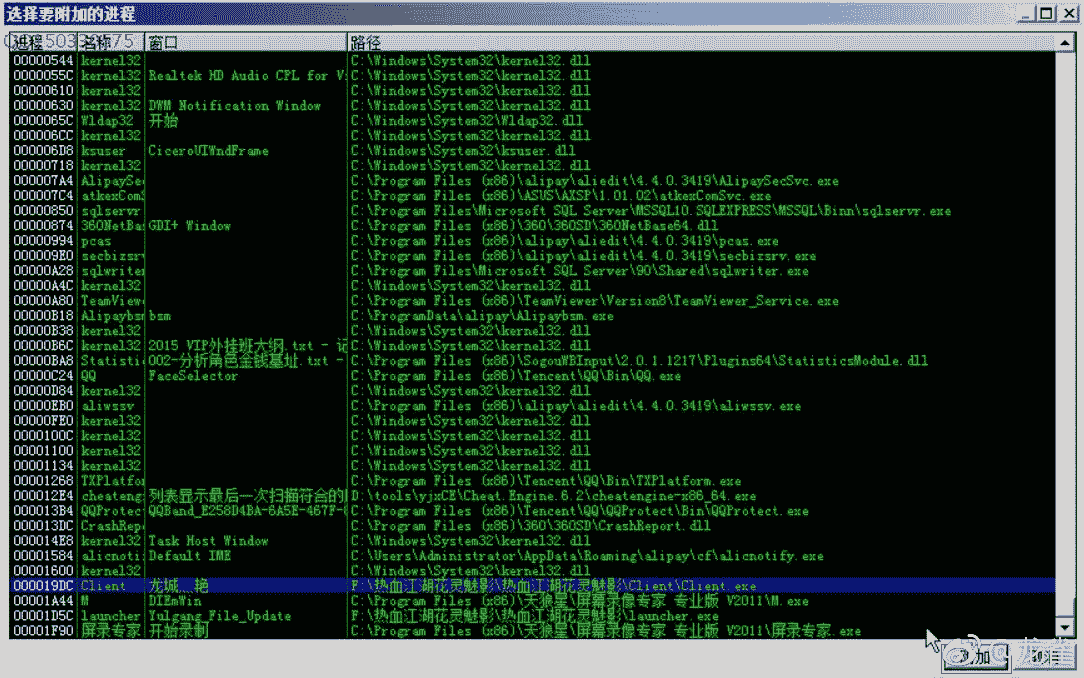 选择要附加的进程
进程 名称 窗口 路径
00000544 kernel32 C:\Windows\System32\kernel32.dll
0000055C kernel32 Realtek HD Audio CPL for V C:\Windows\System32\kernel32.dll
00000610 kernel32 C:\Windows\System32\kernel32.dll
00000630 kernel32 DWM Notification Window C:\Windows\System32\kernel32.dll
0000065C Wldap32 开始 C:\Windows\System32\Wldap32.dll
000006CC kernel32 C:\Windows\System32\kernel32.dll
000006D8 ksuser CiceroUIWndFrame C:\Windows\System32\ksuser.dll
00000718 kernel32 C:\Windows\System32\kernel32.dll
000007A4 AlipaySec C:\Program Files (x86)\alipay\aliedit\4.4.0.3419\AlipaySecSvc.exe
000007C4 atkexComS C:\Program Files (x86)\ASUS\AXSP\1.01.02\atkexComSvc.exe
00000850 sqlservr C:\Program Files\Microsoft SQL Server\MSSQL10.SQLEXPRESS\MSSQL\Binn\sqlservr.exe
00000874 360NetBas GDI+ Window C:\Program Files (x86)\360\360SD\360NetBase64.dll
00000994 pcas C:\Program Files (x86)\alipay\aliedit\4.4.0.3419\pcas.exe
000009E0 secbizsrv C:\Program Files (x86)\alipay\aliedit\4.4.0.3419\secbizsrv.exe
00000A28 sqlwriter C:\Program Files\Microsoft SQL Server\90\Shared\sqlwriter.exe
00000A4C kernel32 C:\Windows\System32\kernel32.dll
00000A80 TeamView C:\Program Files (x86)\TeamViewer\Version8\TeamViewer_Service.exe
00000B18 Alipaybsm bsm C:\ProgramData\alipay\Alipaybsm.exe
00000B38 kernel32 C:\Windows\System32\kernel32.dll
00000B6C kernel32 2015 VIP外挂班大纲.txt - 记 C:\Windows\System32\kernel32.dll
00000BA8 Statistic 002-分析角色金钱基址.txt - C:\Program Files (x86)\SogouWBInput\2.0.1.1217\Plugins64\StatisticsModule.dll
00000C24 QQ FaceSelector C:\Program Files (x86)\Tencent\QQ\Bin\QQ.exe
00000D84 kernel32 C:\Windows\System32\kernel32.dll
00000EB0 aliwssv C:\Program Files (x86)\alipay\aliedit\4.4.0.3419\aliwssv.exe
00000FE0 kernel32 C:\Windows\System32\kernel32.dll
0000100C kernel32 C:\Windows\System32\kernel32.dll
00001100 kernel32 C:\Windows\System32\kernel32.dll
00001134 kernel32 C:\Windows\System32\kernel32.dll
00001268 TXPlatfor C:\Program Files (x86)\Tencent\QQ\Bin\TXPlatform.exe
000012E4 cheateng 列表显示最后一次扫描符合的 D:\tools\yjxCE\Cheat.Engine.6.2\cheatengine-x86_64.exe
000013B4 QQProtect QQBand_E258D4BA-6A5E-467F- C:\Program Files (x86)\Tencent\QQ\QQProtect\Bin\QQProtect.exe
000013DC CrashRep C:\Program Files (x86)\360\360SD\CrashReport.dll
000014E8 kernel32 Task Host Window C:\Windows\System32\kernel32.dll
00001584 alicnoti Default IME C:\Users\Administrator\AppData\Roaming\alipay\cf\alicnotify.exe
00001600 kernel32 C:\Windows\System32\kernel32.dll
000019DC Client 龙城灬艳 F:\热血江湖花灵魅影\热血江湖花灵魅影\Client\Client.exe
00001A44 M DIEmWin C:\Program Files (x86)\天狼星\屏幕录像专家 专业版 V2011\M.exe
00001D5C launcher Yulgang_File_Update F:\热血江湖花灵魅影\热血江湖花灵魅影\launcher.exe
00001F90 屏录专家 开始录制 C:\Program Files (x86)\天狼星\屏幕录像专家 专业版 V2011\屏录专家.exe